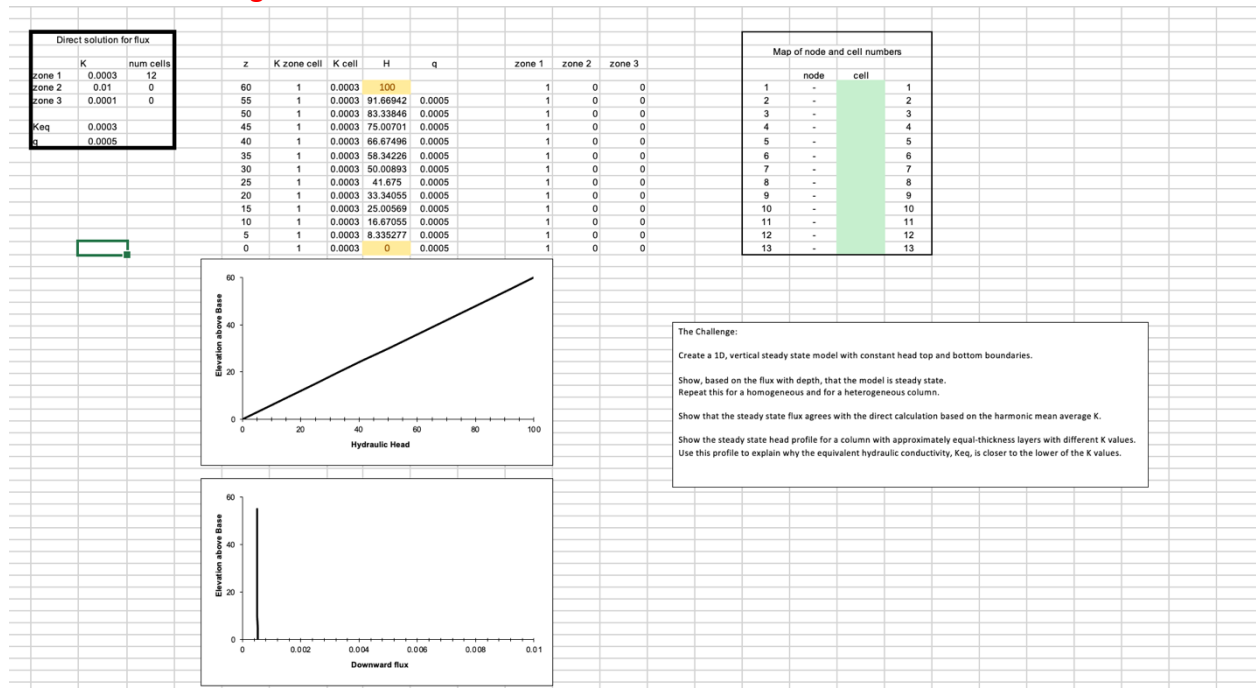 Direct solution for flux
K num cells
zone 1 0.0003 12
zone 2 0.01 0
zone 3 0.0001 0
Keq 0.0003
q 0.0005
z K zone cell K cell H q zone 1 zone 2 zone 3
60 1 0.0003 100 1 0 0
55 1 0.0003 91.66942 0.0005 1 0 0
50 1 0.0003 83.33846 0.0005 1 0 0
45 1 0.0003 75.00701 0.0005 1 0 0
40 1 0.0003 66.67496 0.0005 1 0 0
35 1 0.0003 58.34226 0.0005 1 0 0
30 1 0.0003 50.00893 0.0005 1 0 0
25 1 0.0003 41.675 0.0005 1 0 0
20 1 0.0003 33.34055 0.0005 1 0 0
15 1 0.0003 25.00569 0.0005 1 0 0
10 1 0.0003 16.67055 0.0005 1 0 0
5 1 0.0003 8.335277 0.0005 1 0 0
0 1 0.0003 0 0.0005 1 0 0
Map of node and cell numbers
node cell
1 - 1
2 - 2
3 - 3
4 - 4
5 - 5
6 - 6
7 - 7
8 - 8
9 - 9
10 - 10
11 - 11
12 - 12
13 - 13
60
40
20
0
Elevation above Base
0 20 40 60 80 100
Hydraulic Head
60
40
20
0
Elevation above Base
0 0.002 0.004 0.006 0.008 0.01
Downward flux
The Challenge:
Create a 1D, vertical steady state model with constant head top and bottom boundaries.
Show, based on the flux with depth, that the model is steady state.
Repeat this for a homogeneous and for a heterogeneous column.
Show that the steady state flux agrees with the direct calculation based on the harmonic mean average K.
Show the steady state head profile for a column with approximately equal-thickness layers with different K values.
Use this profile to explain why the equivalent hydraulic conductivity, Keq, is closer to the lower of the K values.